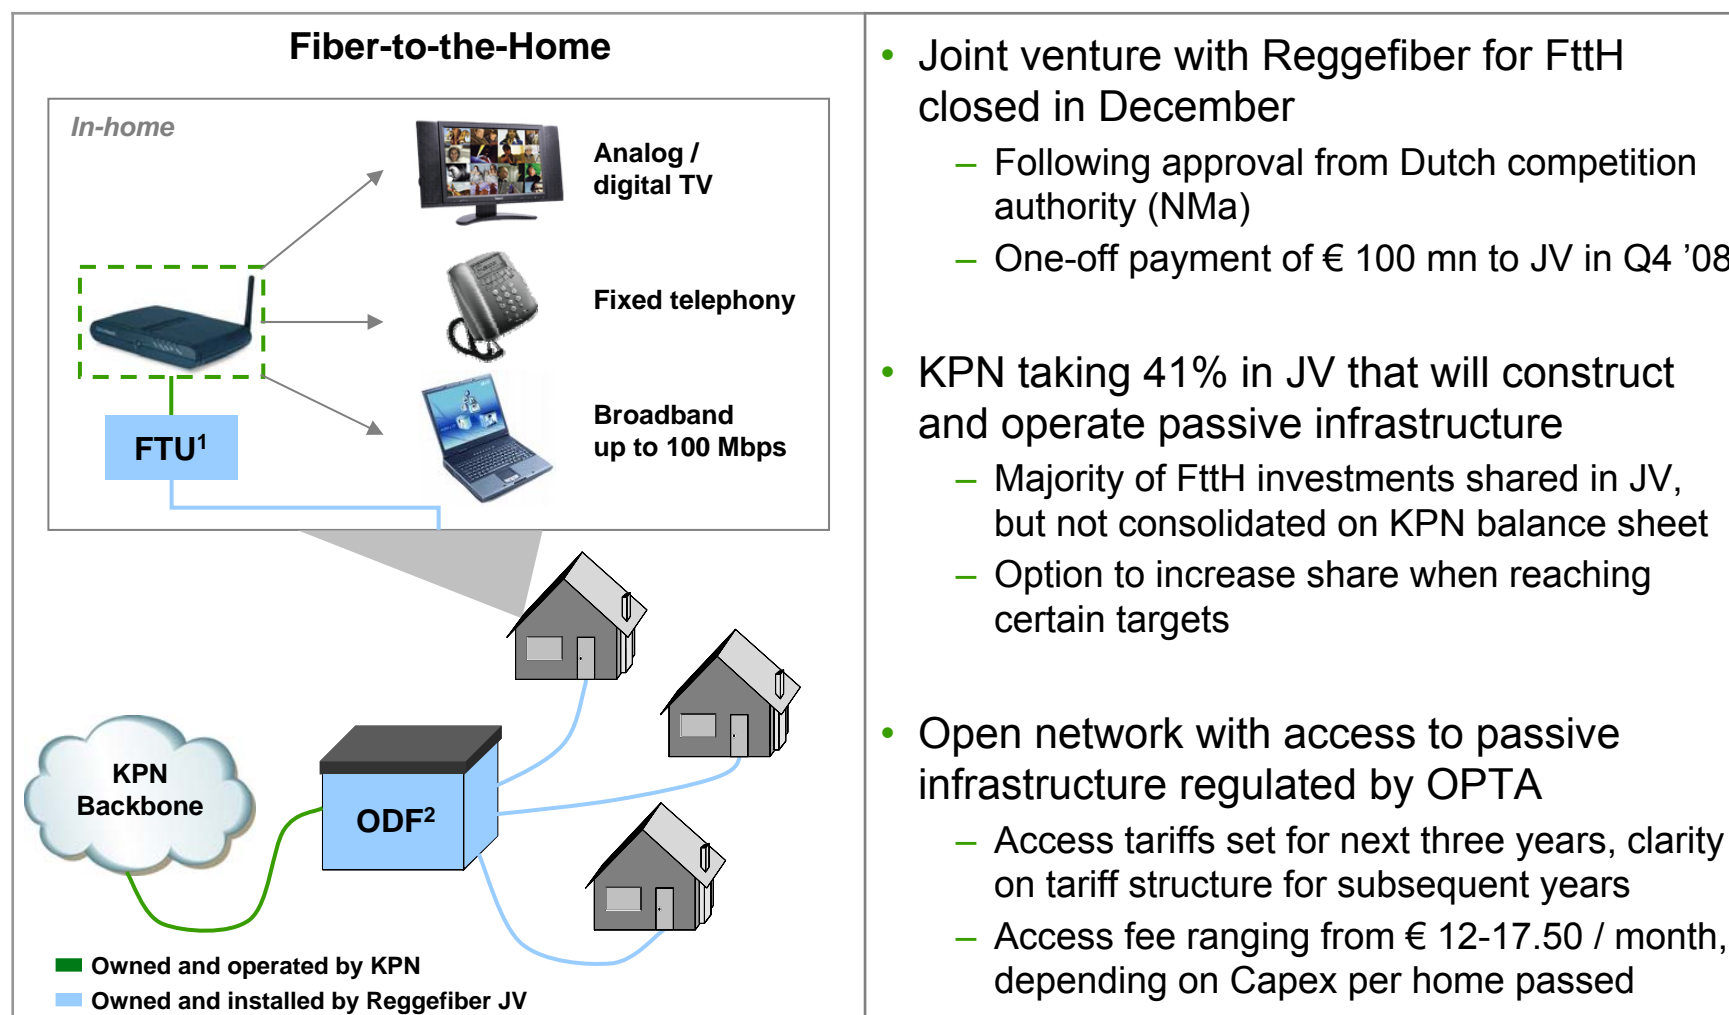 Fiber-to-the-Home
In-home
Analog /
digital TV
Fixed telephony
Broadband
up to 100 Mbps
FTU¹
KPN
Backbone
ODF²
Owned and operated by KPN
Owned and installed by Reggefiber JV
• Joint venture with Reggefiber for FttH
closed in December
– Following approval from Dutch competition
authority (NMa)
– One-off payment of € 100 mn to JV in Q4 ’08
• KPN taking 41% in JV that will construct
and operate passive infrastructure
– Majority of FttH investments shared in JV,
but not consolidated on KPN balance sheet
– Option to increase share when reaching
certain targets
• Open network with access to passive
infrastructure regulated by OPTA
– Access tariffs set for next three years, clarity
on tariff structure for subsequent years
– Access fee ranging from € 12-17.50 / month,
depending on Capex per home passed